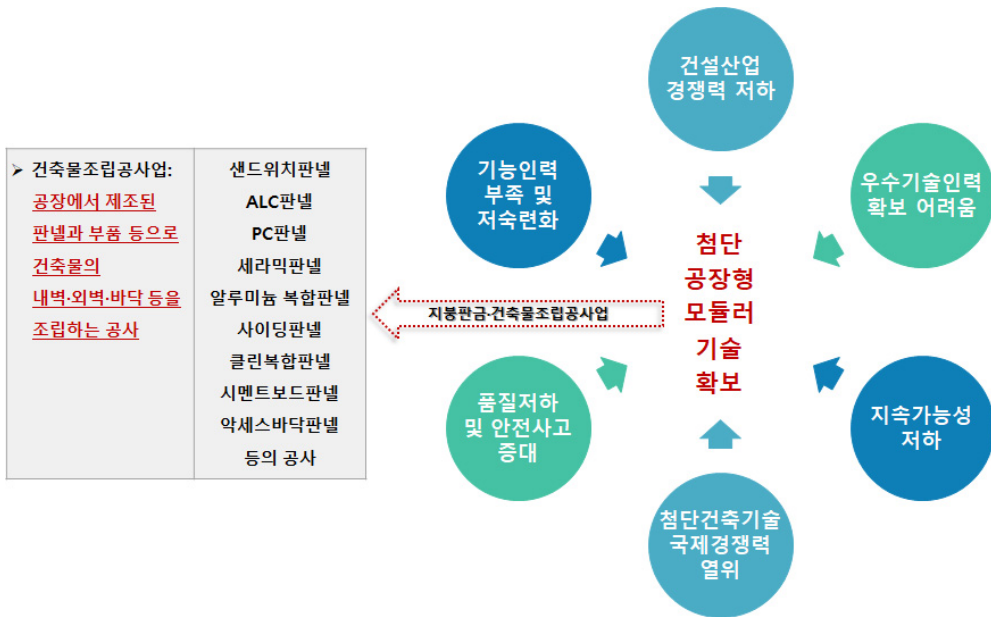 ➢ 건축물조립공사업:
공장에서 제조된
판넬과 부품 등으로
건축물의
내벽·외벽·바닥 등을
조립하는 공사
샌드위치판넬
ALC판넬
PC판넬
세라믹판넬
알루미늄 복합판넬
사이딩판넬
클린복합판넬
시멘트보드판넬
악세스바닥판넬
등의 공사
지붕판금·건축물조립공사업
첨단
공장형
모듈러
기술
확보
건설산업
경쟁력 저하
우수기술인력
확보 어려움
지속가능성
저하
첨단건축기술
국제경쟁력
열위
품질저하
및 안전사고
증대
기능인력
부족 및
저숙련화